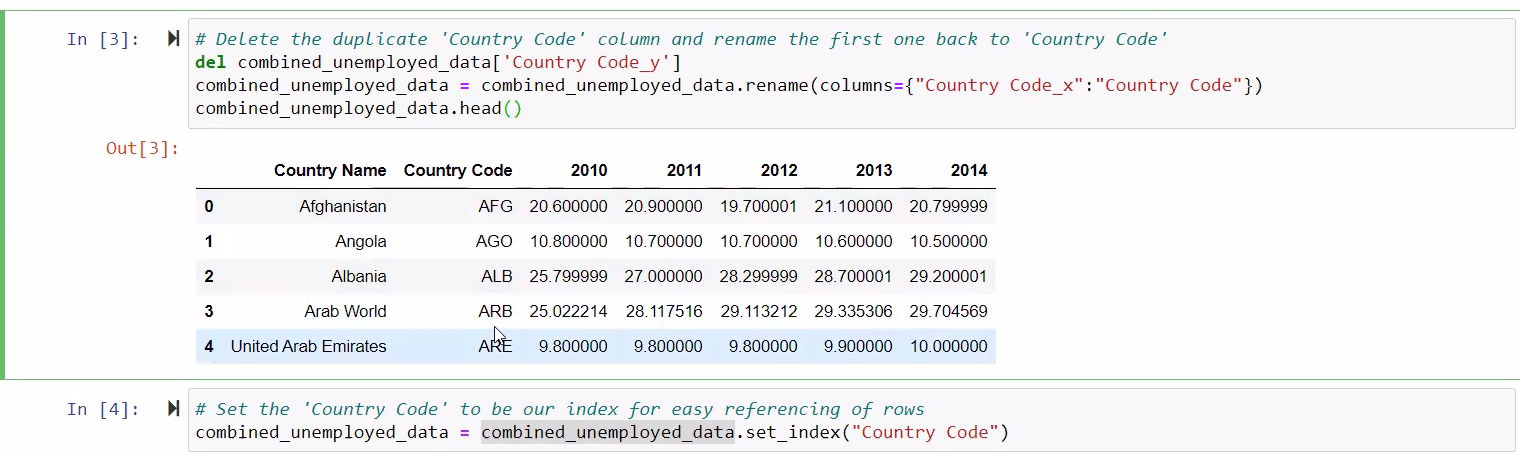 In [3]: # Delete the duplicate 'Country Code' column and rename the first one back to 'Country Code'
del combined_unemployed_data['Country Code_y']
combined_unemployed_data = combined_unemployed_data.rename(columns={"Country Code_x":"Country Code"})
combined_unemployed_data.head()
Out[3]:
Country Name Country Code 2010 2011 2012 2013 2014
0 Afghanistan AFG 20.600000 20.900000 19.700001 21.100000 20.799999
1 Angola AGO 10.800000 10.700000 10.700000 10.600000 10.500000
2 Albania ALB 25.799999 27.000000 28.299999 28.700001 29.200001
3 Arab World ARB 25.022214 28.117516 29.113212 29.335306 29.704569
4 United Arab Emirates ARE 9.800000 9.800000 9.800000 9.900000 10.000000
In [4]: # Set the 'Country Code' to be our index for easy referencing of rows
combined_unemployed_data = combined_unemployed_data.set_index("Country Code")